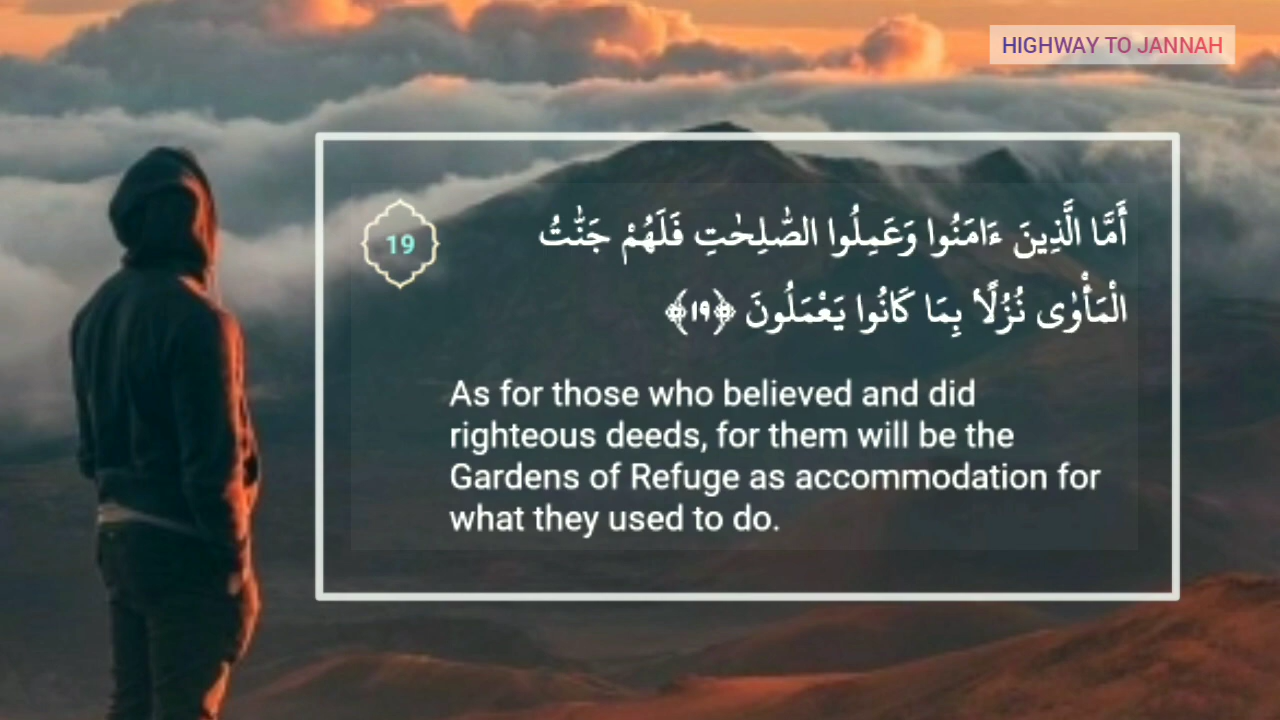 HIGHWAY TO JANNAH
19
أَمَّا الَّذِينَ ءَامَنُوا وَعَمِلُوا الصّٰلِحٰتِ فَلَهُمْ جَنّٰتُ
الْمَأْوٰى نُزُلًۢا بِمَا كَانُوا يَعْمَلُونَ ﴿١٩﴾
As for those who believed and did
righteous deeds, for them will be the
Gardens of Refuge as accommodation for
what they used to do.